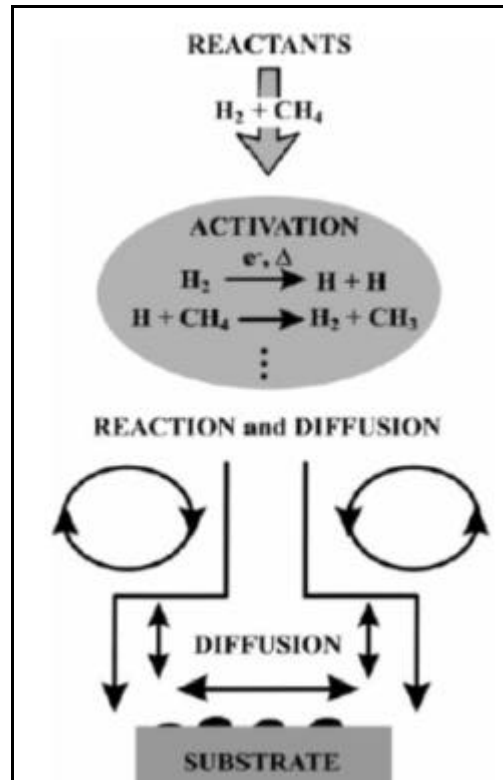 REACTANTS
H₂ + CH₄
ACTIVATION
e⁻, Δ
H₂ ⟶ H + H
H + CH₄ ⟶ H₂ + CH₃
⋮
REACTION and DIFFUSION
DIFFUSION
SUBSTRATE